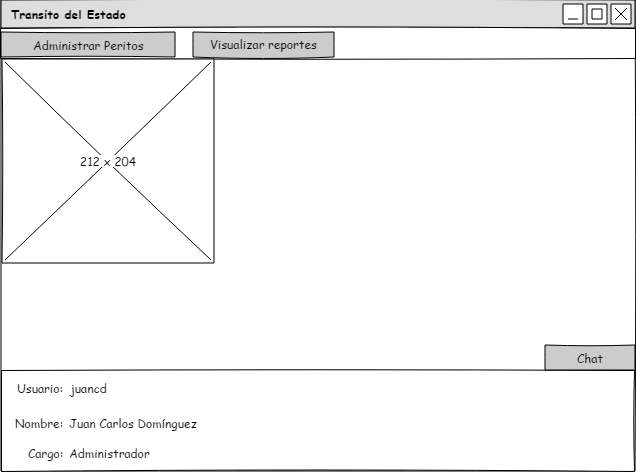 Transito del Estado
Administrar Peritos
Visualizar reportes
212 x 204
Chat
Usuario: juancd
Nombre: Juan Carlos Domínguez
Cargo: Administrador